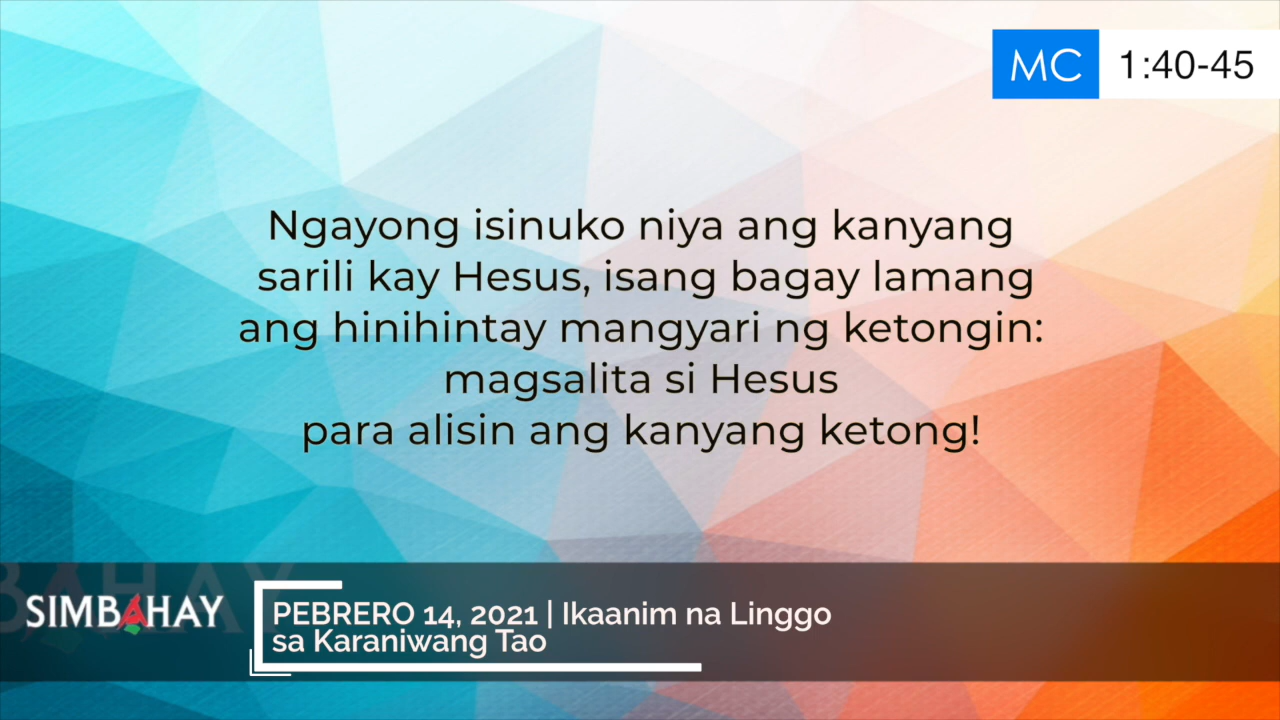 MC 1:40-45
Ngayong isinuko niya ang kanyang
sarili kay Hesus, isang bagay lamang
ang hinihintay mangyari ng ketongin:
magsalita si Hesus
para alisin ang kanyang ketong!
SIMBAHAY
PEBRERO 14, 2021 | Ikaanim na Linggo
sa Karaniwang Tao